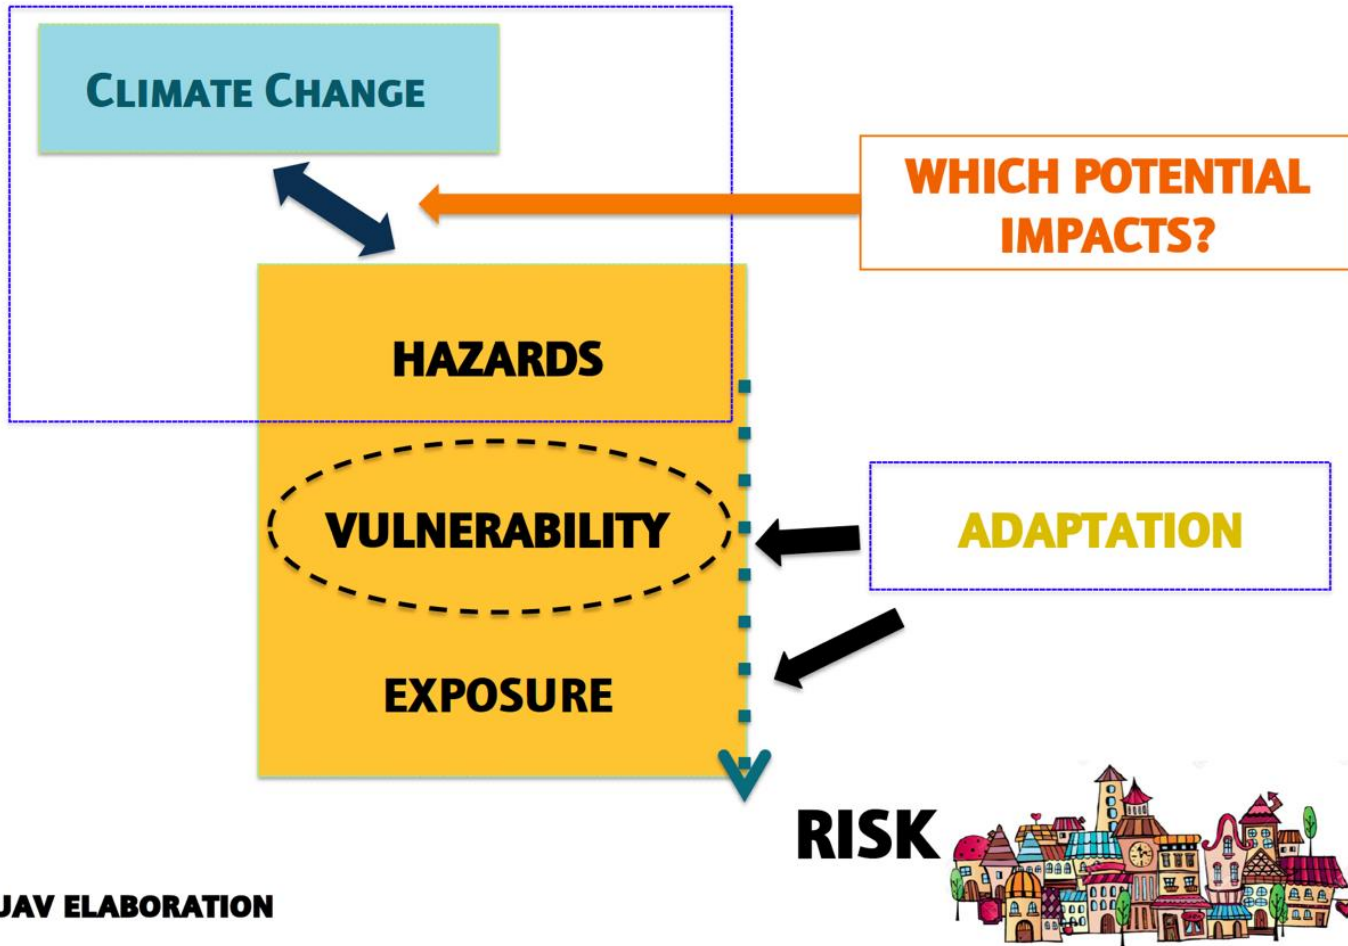 CLIMATE CHANGE
WHICH POTENTIAL
IMPACTS?
HAZARDS
VULNERABILITY
ADAPTATION
EXPOSURE
RISK
JAV ELABORATION